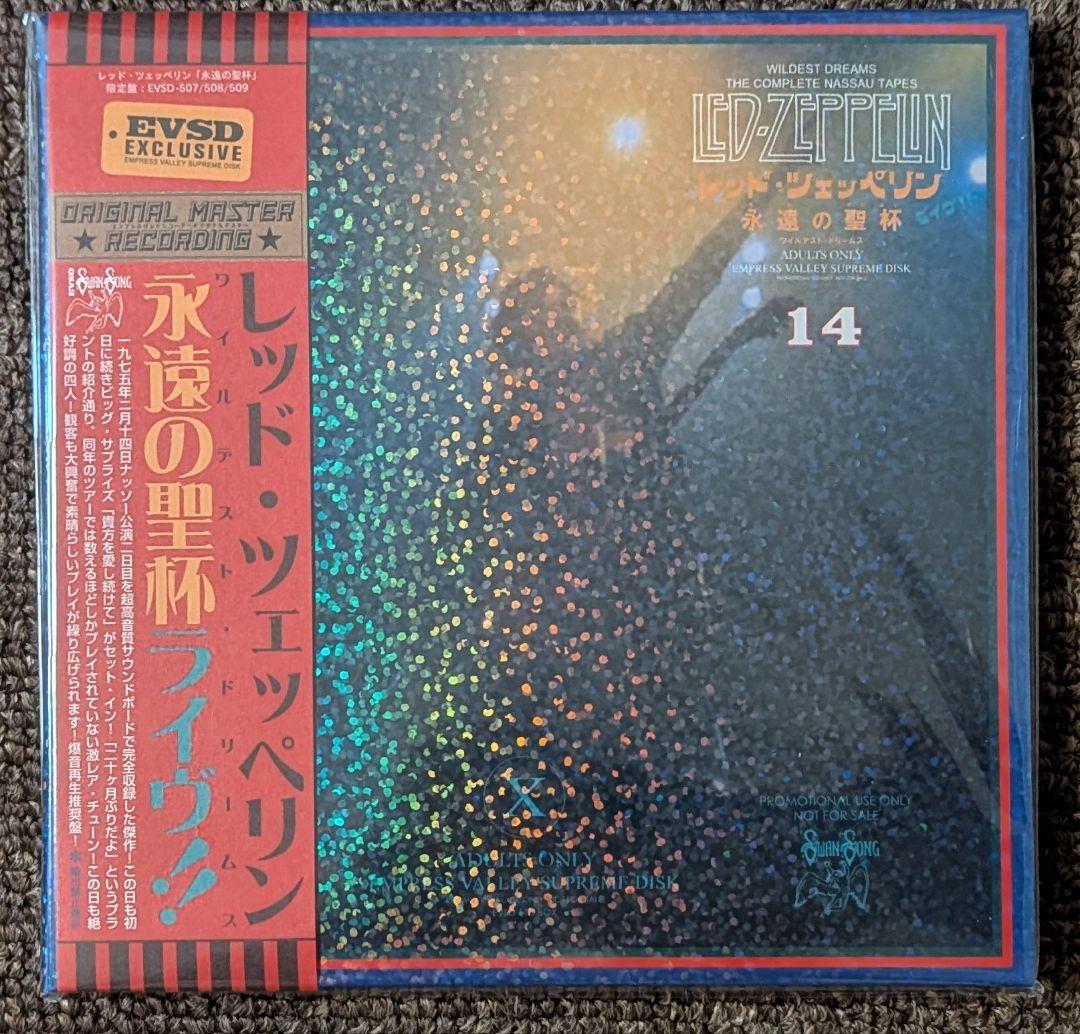 レッド・ツェッペリン「永遠の聖杯」
限定盤：EVSD-507/508/509
EVSD
EXCLUSIVE
EMPRESS VALLEY SUPREME DISK
ORIGINAL MASTER
RECORDING
レッド・ツェッペリン
ワイルデスト・ドリームス
永遠の聖杯ライヴ!!
SWAN SONG
一九七五年二月十四日ナッソー公演二日目を超高音質サウンドボードで完全収録した傑作！この日も初
日に続きビッグ・サプライズ「貴方を愛し続けて」がセット・イン！「二十ヶ月ぶりだよ」というプラ
ントの紹介通り、同年のツアーでは数えるほどしかプレイされていない激レア・チューン！この日も絶
好調の四人！観客も大興奮で素晴らしいプレイが繰り広げられます！爆音再生推奨盤！
WILDEST DREAMS
THE COMPLETE NASSAU TAPES
LED-ZEPPELIN
レッド・ツェッペリン
永遠の聖杯
ワイルデスト・ドリームス
ADULTS ONLY
EMPRESS VALLEY SUPREME DISK
14
X
ADULTS ONLY
EMPRESS VALLEY SUPREME DISK
PROMOTIONAL USE ONLY
NOT FOR SALE
SWAN SONG